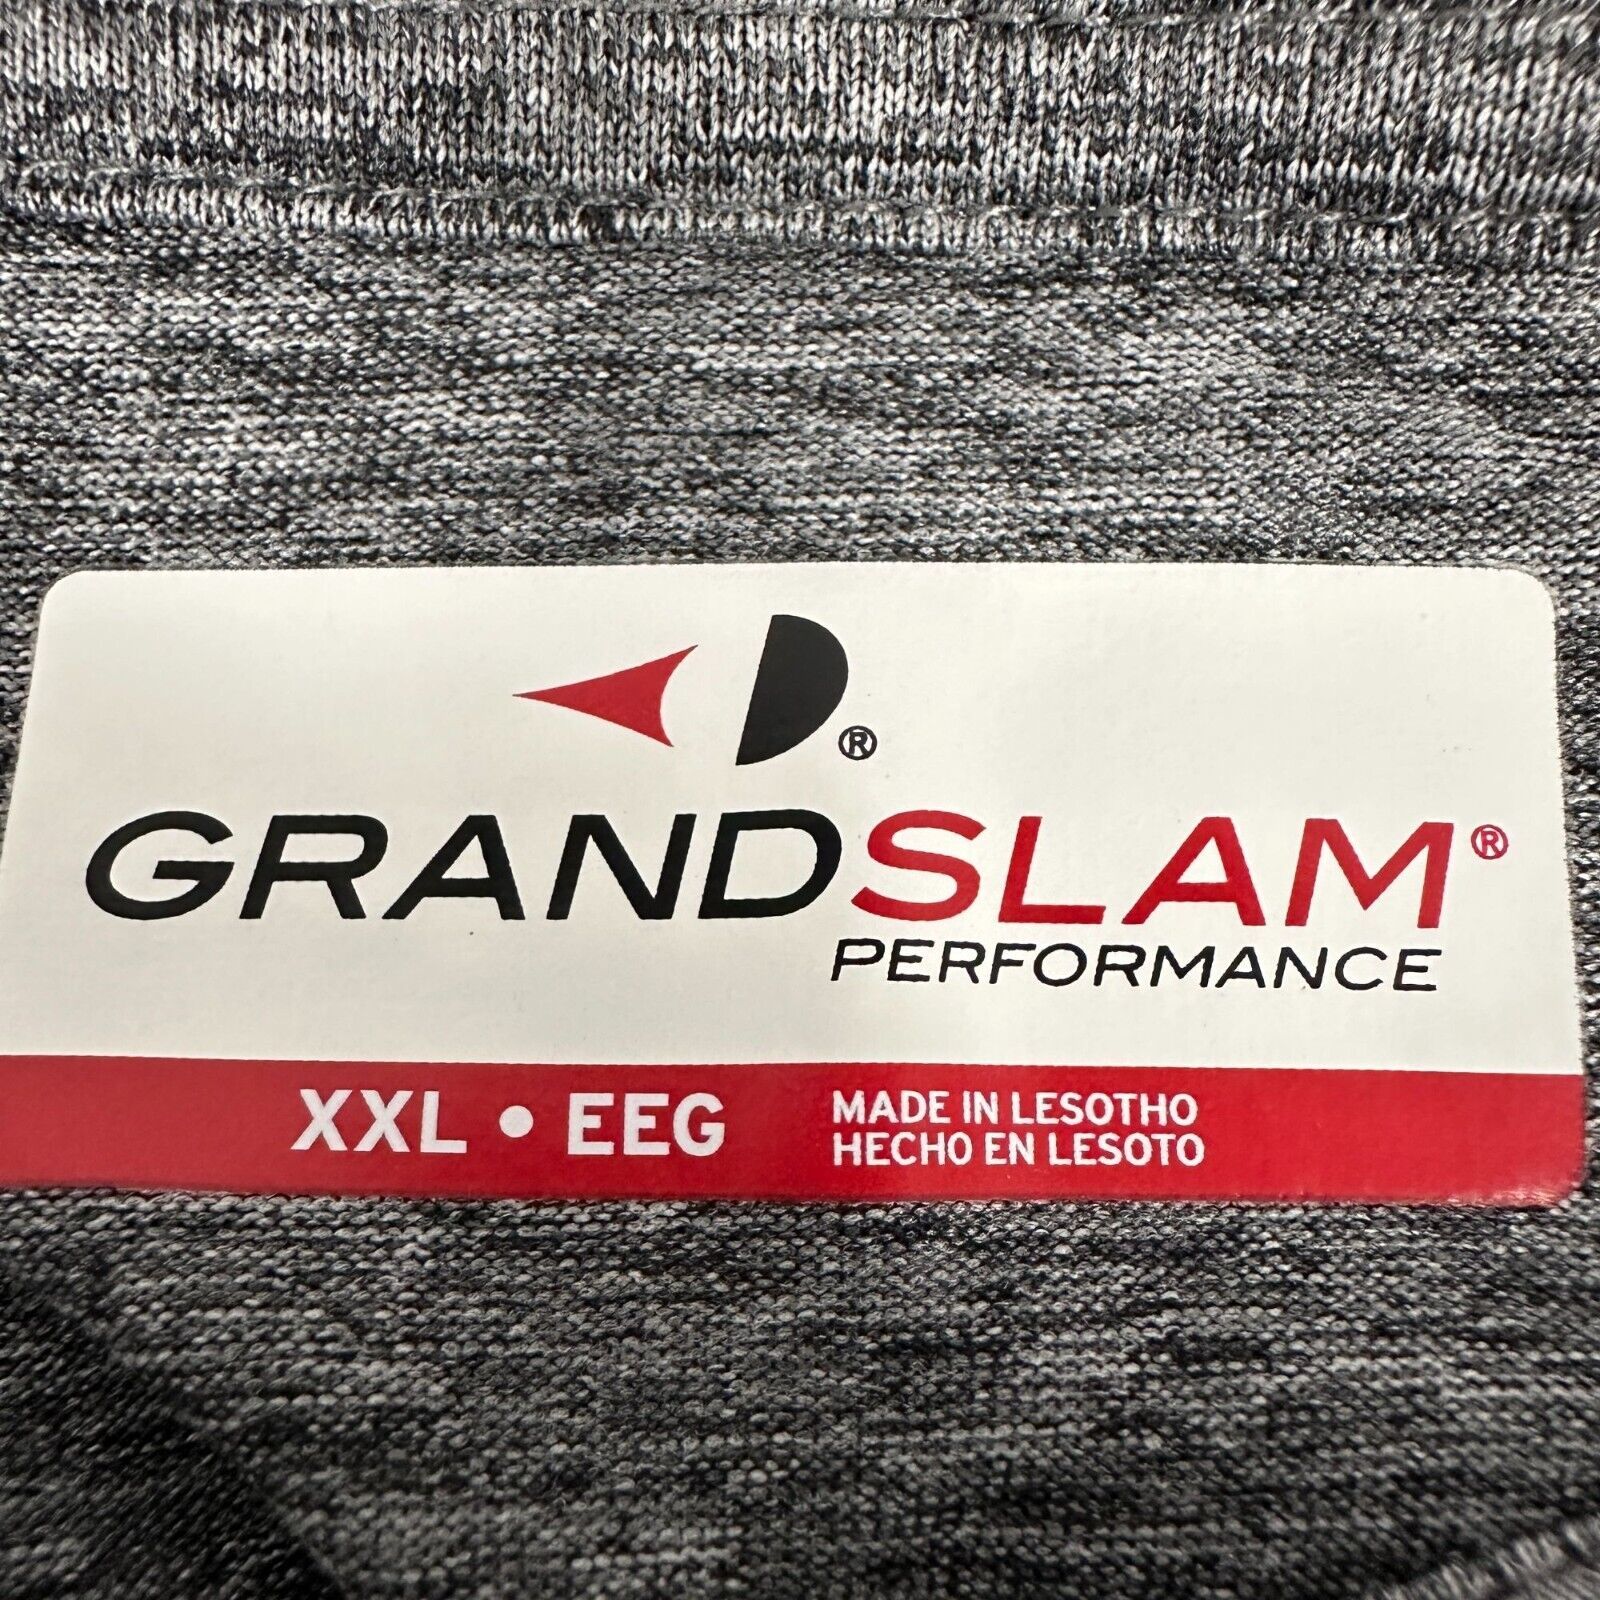 ®
GRANDSLAM®
PERFORMANCE
XXL • EEG
MADE IN LESOTHO
HECHO EN LESOTO